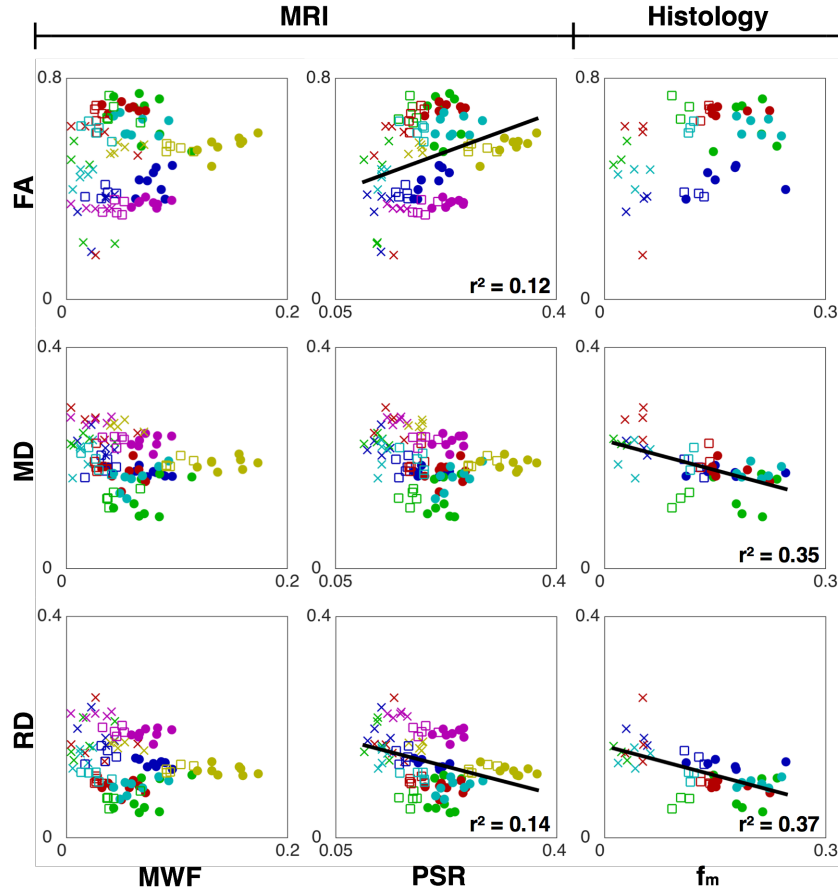 MRI Histology
FA
0.8 0.8
0 0 r² = 0.12 0
0 0.2 0.05 0.4 0 0.3
MD
0.4 0.4 0.4
0 0 0 r² = 0.35
0 0.2 0.05 0.4 0 0.3
RD
0.4 0.4 0.4
0 0 r² = 0.14 0 r² = 0.37
0 0.2 0.05 0.4 0 0.3
MWF PSR fm